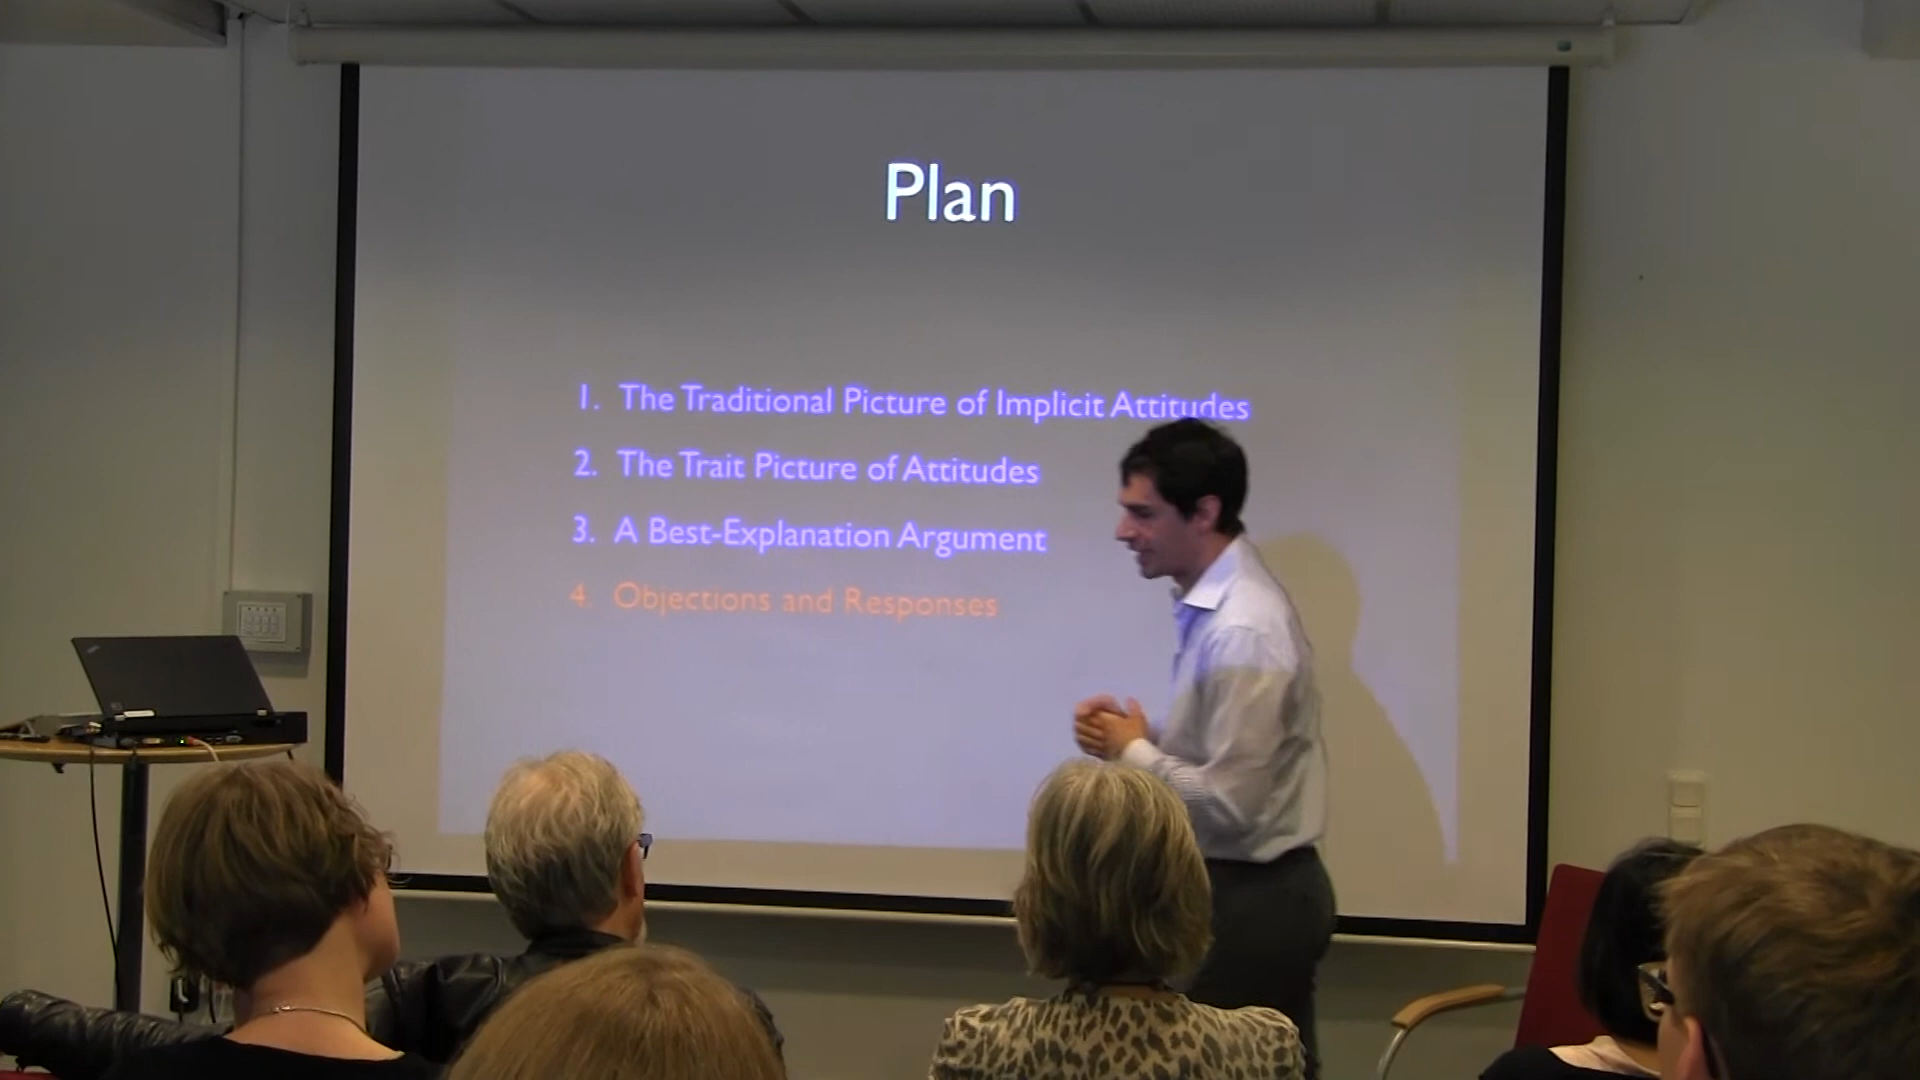 Plan
1. The Traditional Picture of Implicit Attitudes
2. The Trait Picture of Attitudes
3. A Best-Explanation Argument
4. Objections and Responses